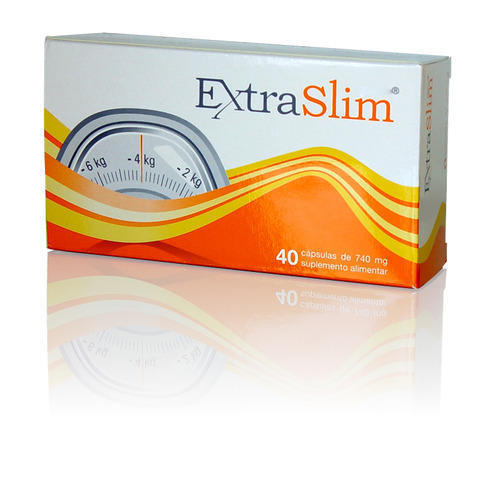 ExtraSlim®
- 6 kg
- 4 kg
- 2 kg
40 cápsulas de 740 mg
suplemento alimentar
ExtraSlim